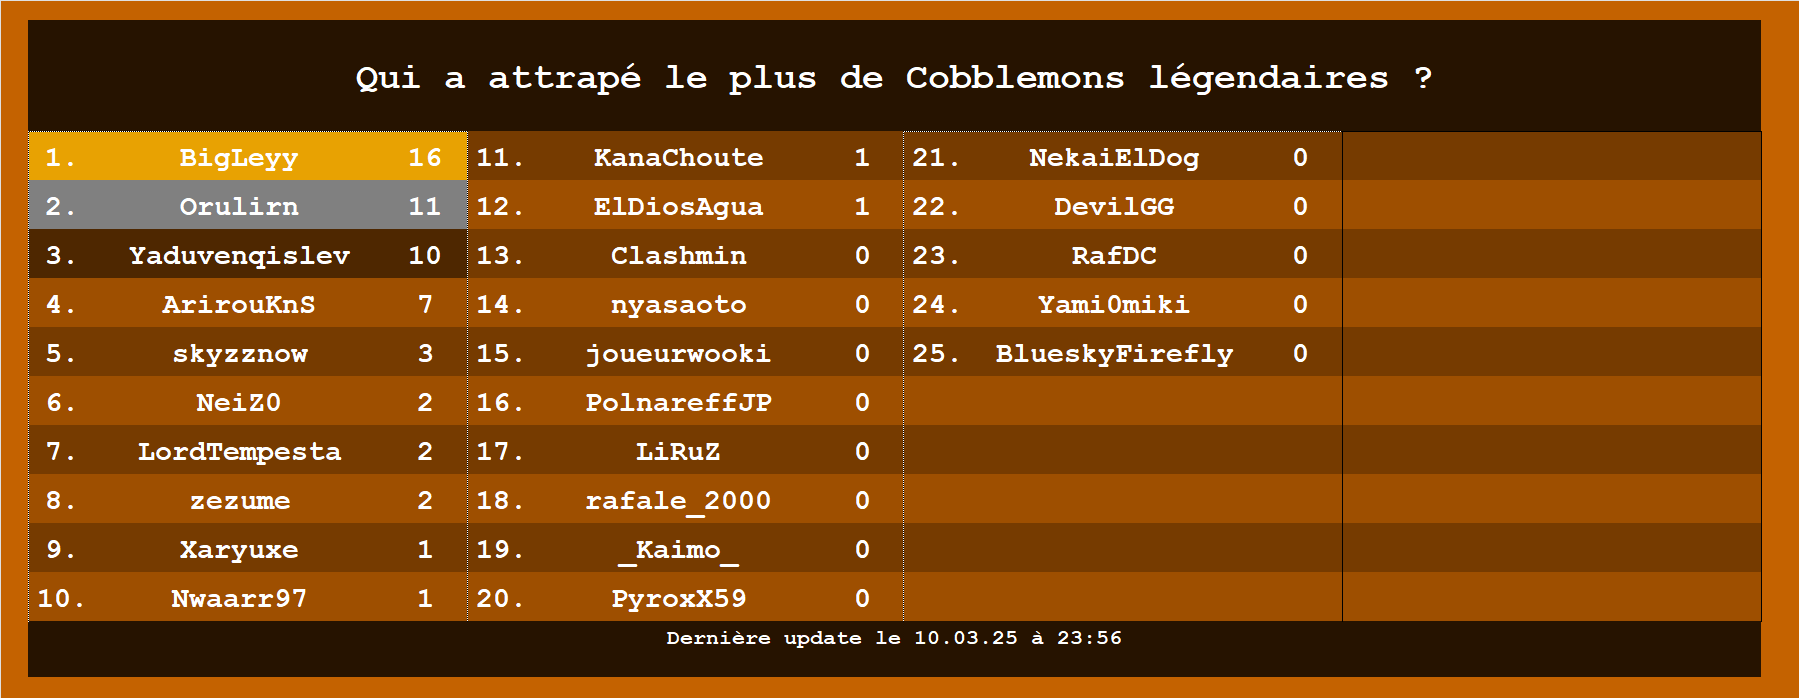 Qui a attrapé le plus de Cobblemons légendaires ?
1. BigLeyy 16
2. Orulirn 11
3. Yaduvenqislev 10
4. ArirouKnS 7
5. skyzznow 3
6. NeiZ0 2
7. LordTempesta 2
8. zezume 2
9. Xaryuxe 1
10. Nwaarr97 1
11. KanaChoute 1
12. ElDiosAgua 1
13. Clashmin 0
14. nyasaoto 0
15. joueurwooki 0
16. PolnareffJP 0
17. LiRuZ 0
18. rafale_2000 0
19. _Kaimo_ 0
20. PyroxX59 0
21. NekaiElDog 0
22. DevilGG 0
23. RafDC 0
24. Yami0miki 0
25. BlueskyFirefly 0
Dernière update le 10.03.25 à 23:56